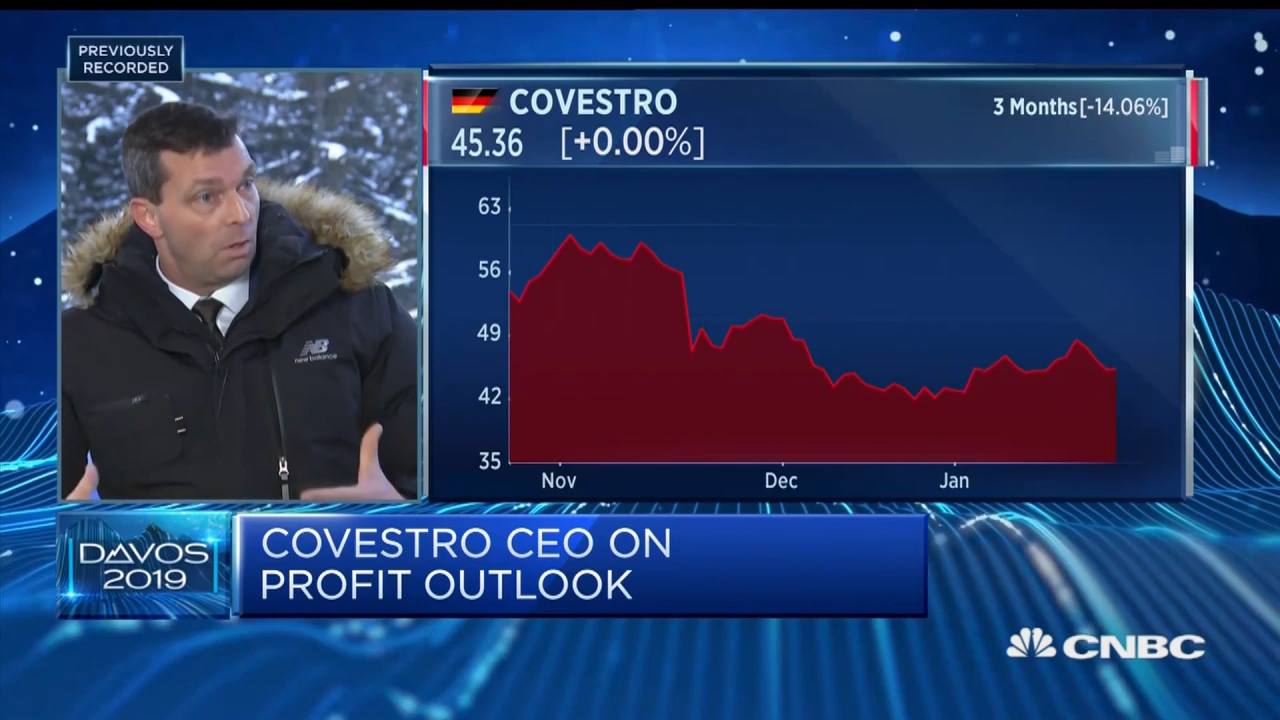 PREVIOUSLY
RECORDED
COVESTRO
3 Months[-14.06%]
45.36 [+0.00%]
63
56
49
42
35
Nov Dec Jan
NB
new balance
DAVOS
2019
COVESTRO CEO ON
PROFIT OUTLOOK
CNBC